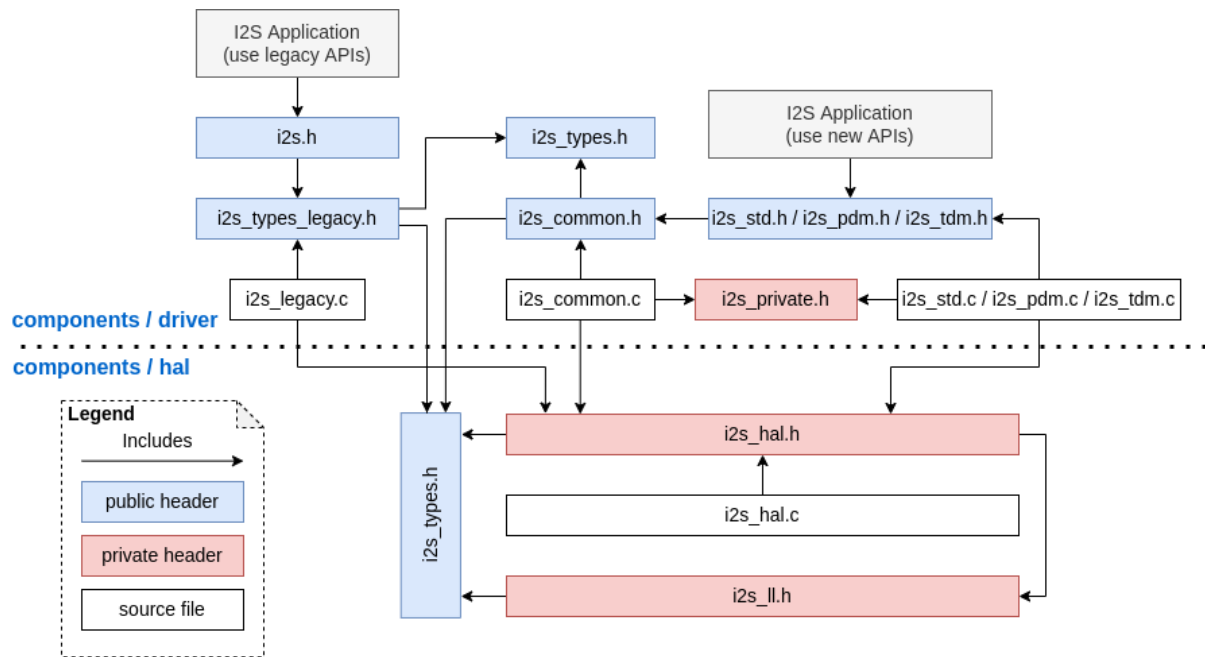 I2S Application
(use legacy APIs)
I2S Application
(use new APIs)
i2s.h
i2s_types.h
i2s_types_legacy.h
i2s_common.h
i2s_std.h / i2s_pdm.h / i2s_tdm.h
i2s_legacy.c
i2s_common.c
i2s_private.h
i2s_std.c / i2s_pdm.c / i2s_tdm.c
components / driver
components / hal
Legend
Includes
public header
private header
source file
i2s_types.h
i2s_hal.h
i2s_hal.c
i2s_ll.h